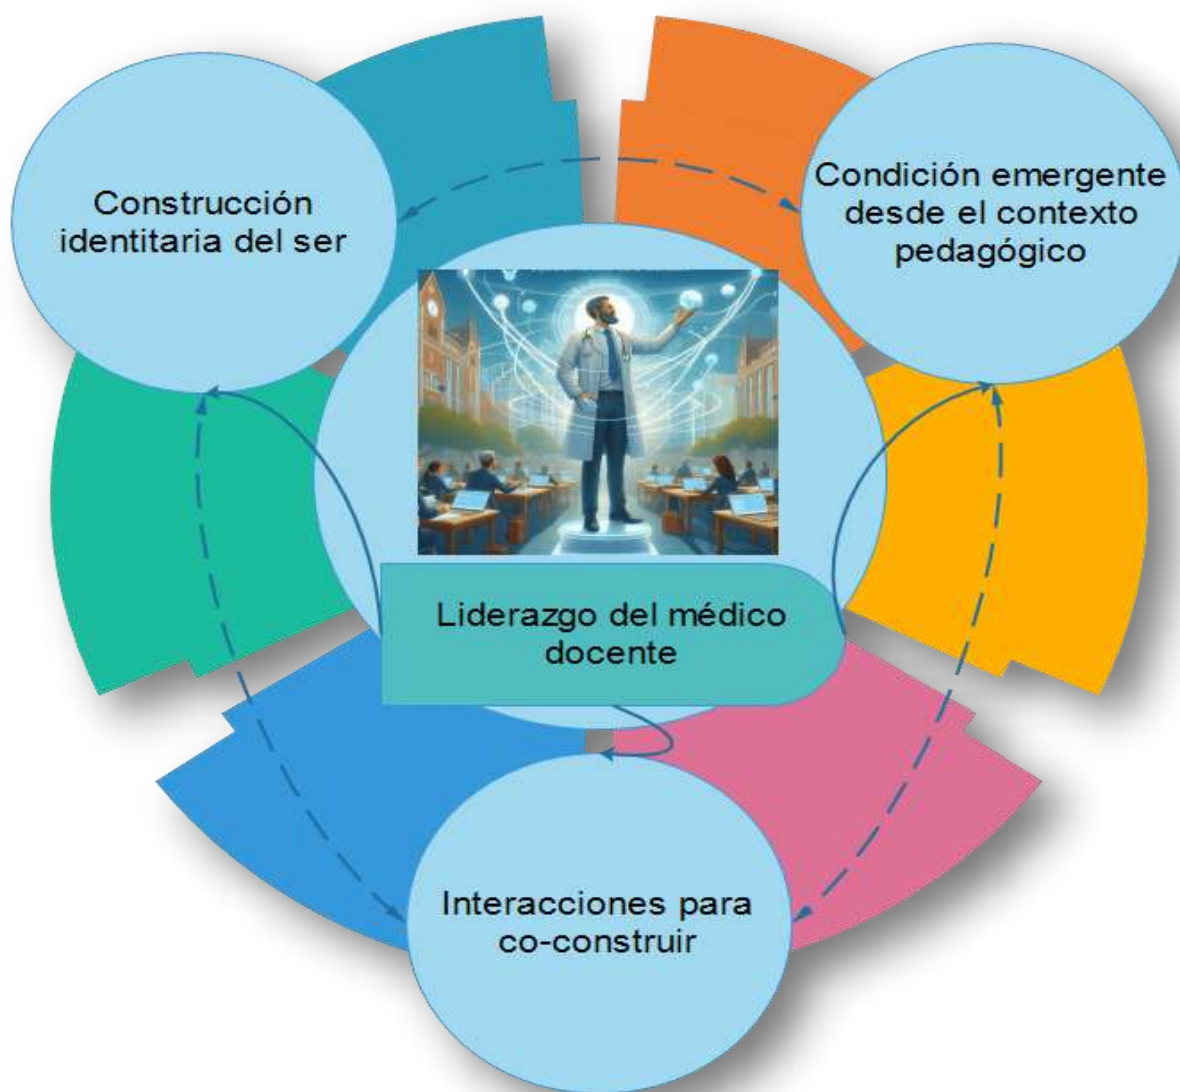 Construcción
identitaria del ser
Condición emergente
desde el contexto
pedagógico
Liderazgo del médico
docente
Interacciones para
co-construir